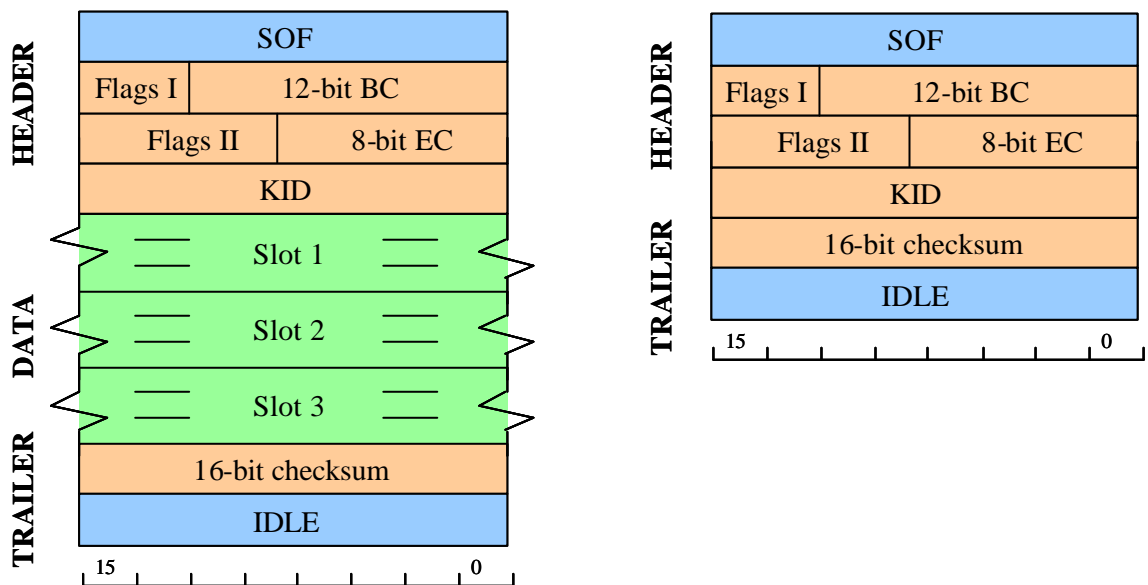 HEADER
SOF
Flags I 12-bit BC
Flags II 8-bit EC
KID
DATA
Slot 1
Slot 2
Slot 3
TRAILER
16-bit checksum
IDLE
15 0
HEADER
SOF
Flags I 12-bit BC
Flags II 8-bit EC
KID
TRAILER
16-bit checksum
IDLE
15 0